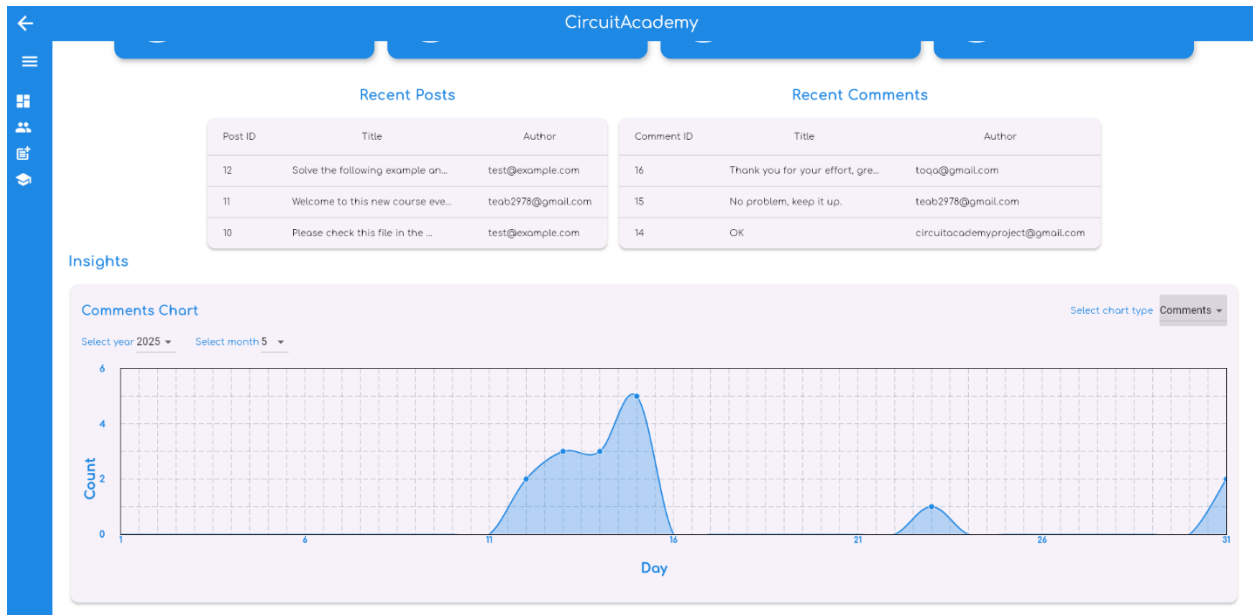 CircuitAcademy
Recent Posts
Post ID Title Author
12 Solve the following example an... test@example.com
11 Welcome to this new course eve... teab2978@gmail.com
10 Please check this file in the ... test@example.com
Recent Comments
Comment ID Title Author
16 Thank you for your effort, gre... toqa@gmail.com
15 No problem, keep it up. teab2978@gmail.com
14 OK circuitacademyproject@gmail.com
Insights
Comments Chart
Select chart type Comments
Select year 2025 Select month 5
6
4
2
0
Count
1 6 11 16 21 26 31
Day